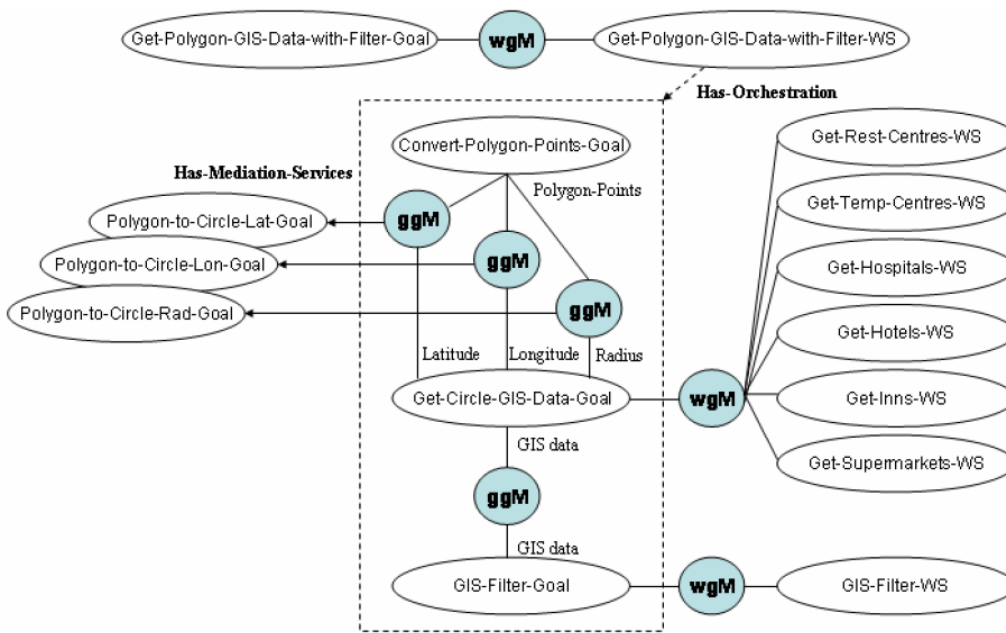 Get-Polygon-GIS-Data-with-Filter-Goal
wgM
Get-Polygon-GIS-Data-with-Filter-WS
Has-Orchestration
Convert-Polygon-Points-Goal
Get-Rest-Centres-WS
Has-Mediation-Services
Polygon-Points
ggM
Polygon-to-Circle-Lat-Goal
Get-Temp-Centres-WS
ggM
Polygon-to-Circle-Lon-Goal
Get-Hospitals-WS
ggM
Polygon-to-Circle-Rad-Goal
Get-Hotels-WS
Latitude
Longitude
Radius
Get-Circle-GIS-Data-Goal
wgM
Get-Inns-WS
GIS data
Get-Supermarkets-WS
ggM
GIS data
GIS-Filter-Goal
wgM
GIS-Filter-WS